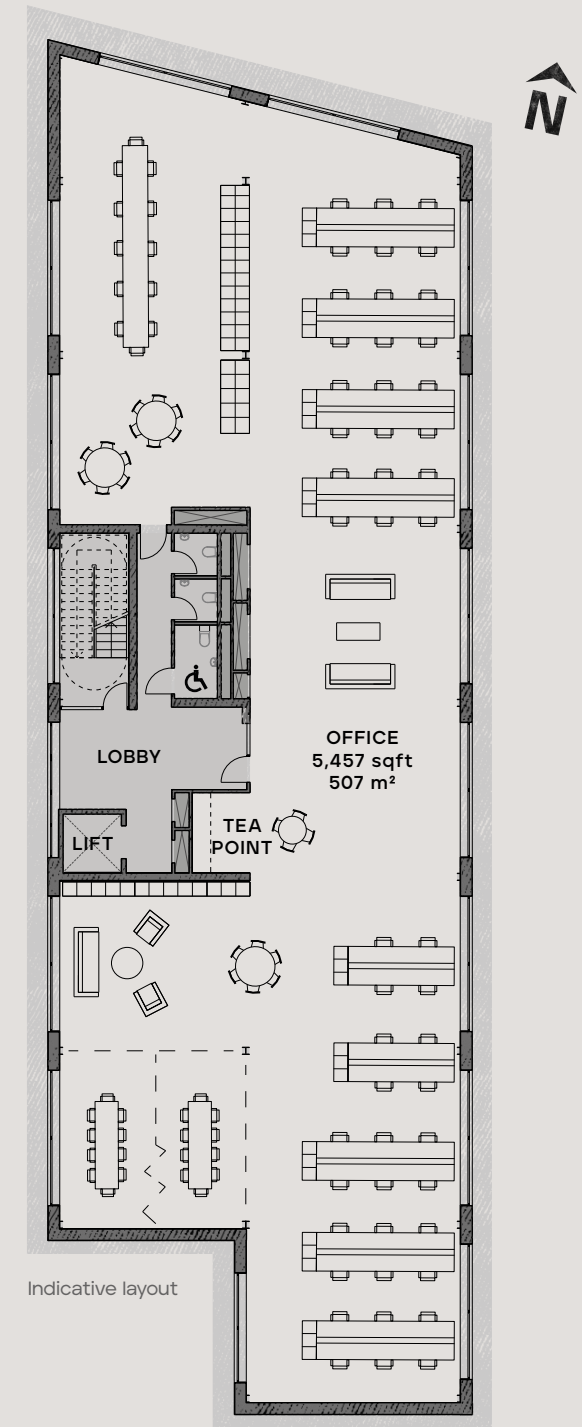 N
OFFICE
5,457 sqft
507 m²
LOBBY
TEA
POINT
LIFT
Indicative layout